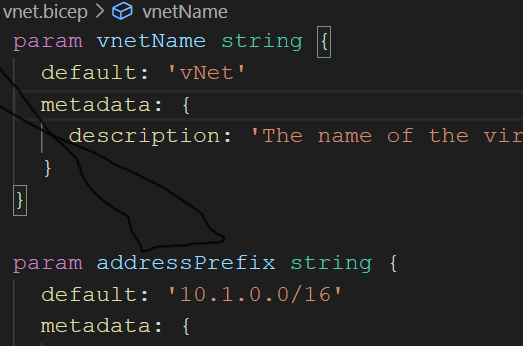 vnet.bicep > vnetName
param vnetName string {
default: 'vNet'
metadata: {
description: 'The name of the
}
}
param addressPrefix string {
default: '10.1.0.0/16'
metadata: {